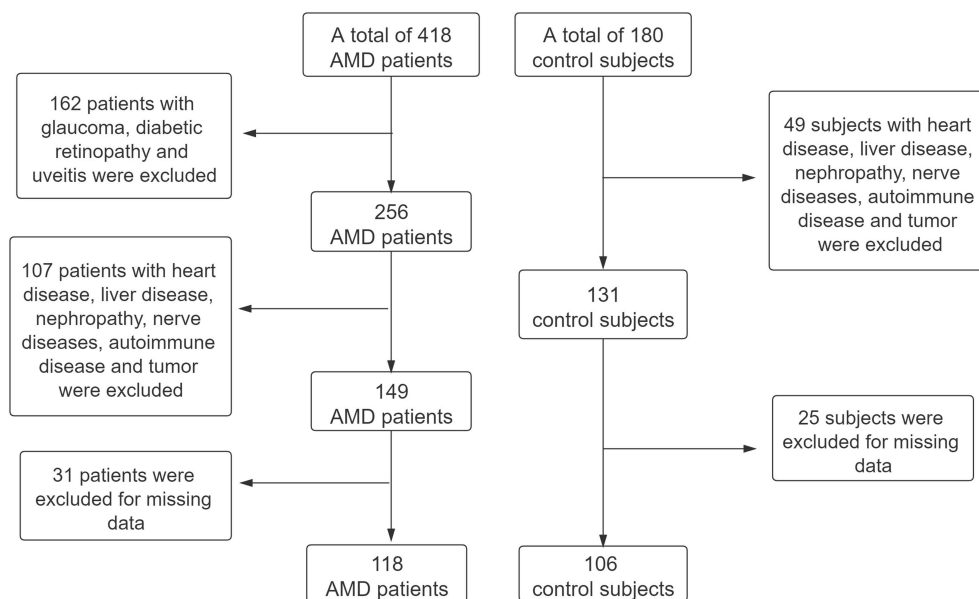 A total of 418
AMD patients
A total of 180
control subjects
162 patients with
glaucoma, diabetic
retinopathy and
uveitis were excluded
49 subjects with heart
disease, liver disease,
nephropathy, nerve
diseases, autoimmune
disease and tumor
were excluded
256
AMD patients
107 patients with heart
disease, liver disease,
nephropathy, nerve
diseases, autoimmune
disease and tumor
were excluded
131
control subjects
149
AMD patients
25 subjects were
excluded for missing
data
31 patients were
excluded for missing
data
118
AMD patients
106
control subjects